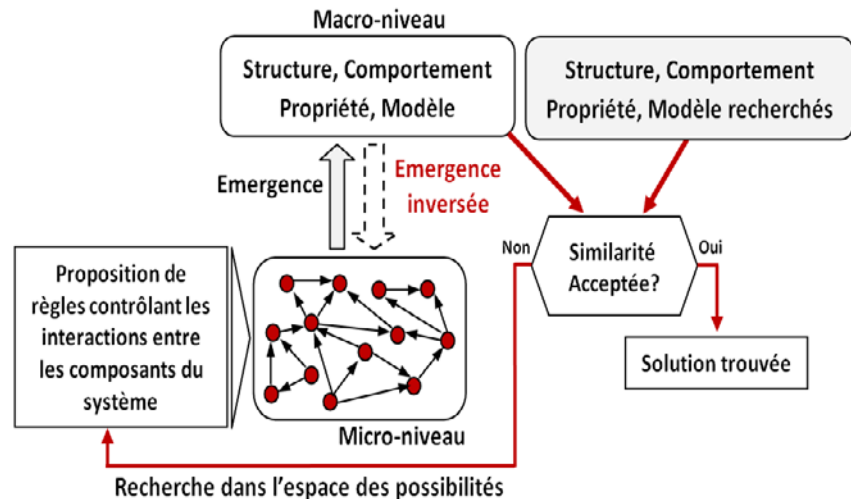 Macro-niveau
Structure, Comportement
Propriété, Modèle
Structure, Comportement
Propriété, Modèle recherchés
Emergence
Emergence
inversée
Non
Similarité
Acceptée?
Oui
Proposition de
règles contrôlant les
interactions entre
les composants du
système
Solution trouvée
Micro-niveau
Recherche dans l'espace des possibilités